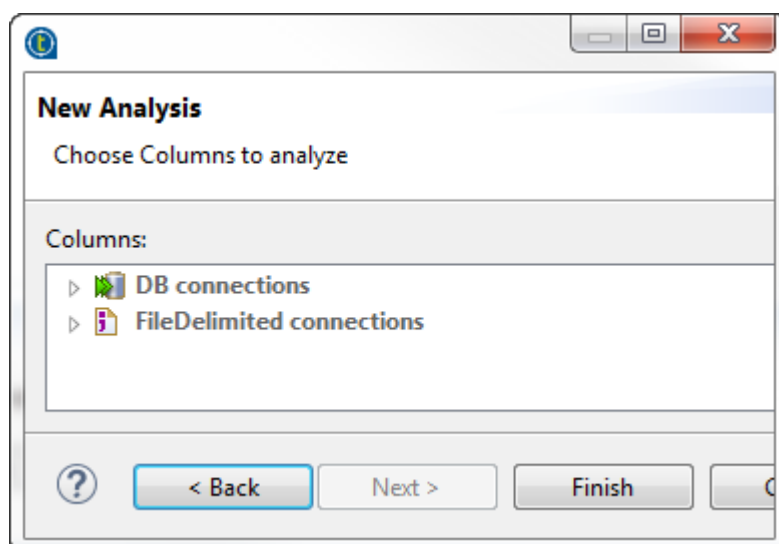 New Analysis
Choose Columns to analyze
Columns:
DB connections
FileDelimited connections
? < Back Next > Finish